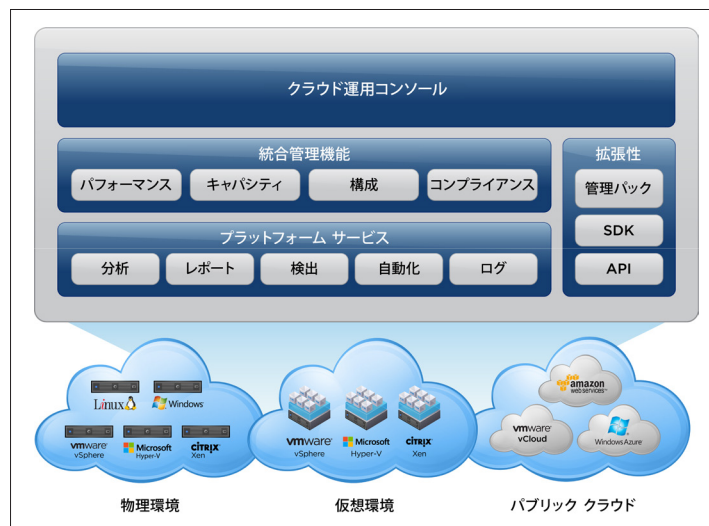 クラウド運用コンソール
統合管理機能
パフォーマンス
キャパシティ
構成
コンプライアンス
拡張性
管理パック
SDK
API
プラットフォーム サービス
分析
レポート
検出
自動化
ログ
Linux
Windows
vmware
vSphere
Microsoft
Hyper-V
CİTRIX
Xen
物理環境
vmware
vSphere
Microsoft
Hyper-V
CİTRIX
Xen
仮想環境
amazon
web services™
vmware
vCloud
Windows Azure
パブリック クラウド